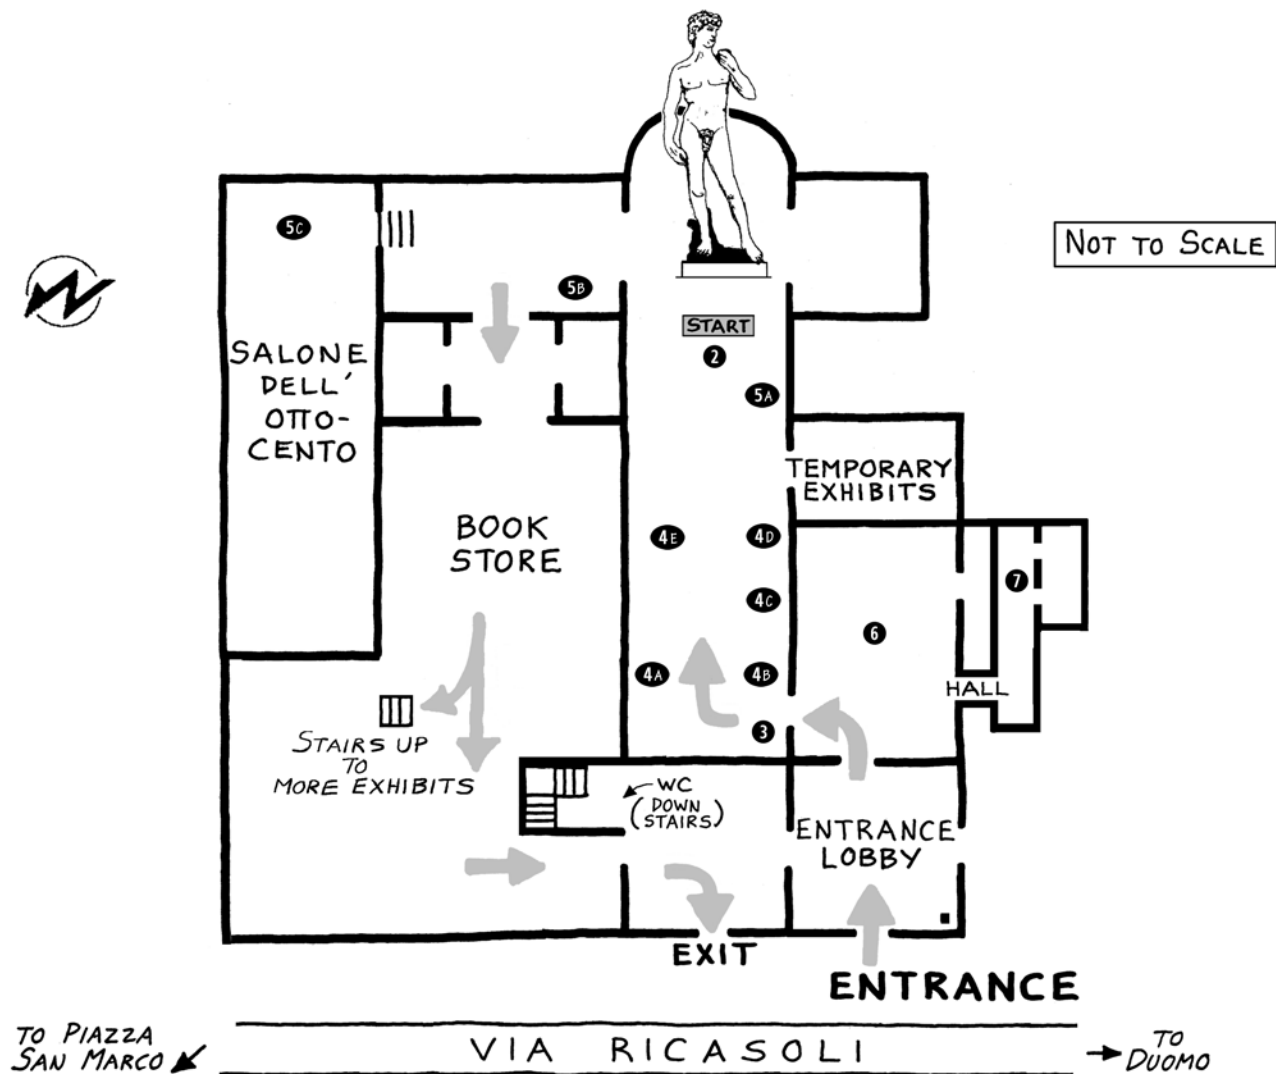 NOT TO SCALE
5C
5B
START
2
5A
SALONE
DELL'
OTTO-
CENTO
TEMPORARY
EXHIBITS
BOOK
STORE
4E
4D
7
4C
6
4A
4B
HALL
3
STAIRS UP
TO
MORE EXHIBITS
WC
(DOWN
STAIRS)
ENTRANCE
LOBBY
EXIT
ENTRANCE
TO PIAZZA
SAN MARCO
VIA RICASOLI
TO
DUOMO